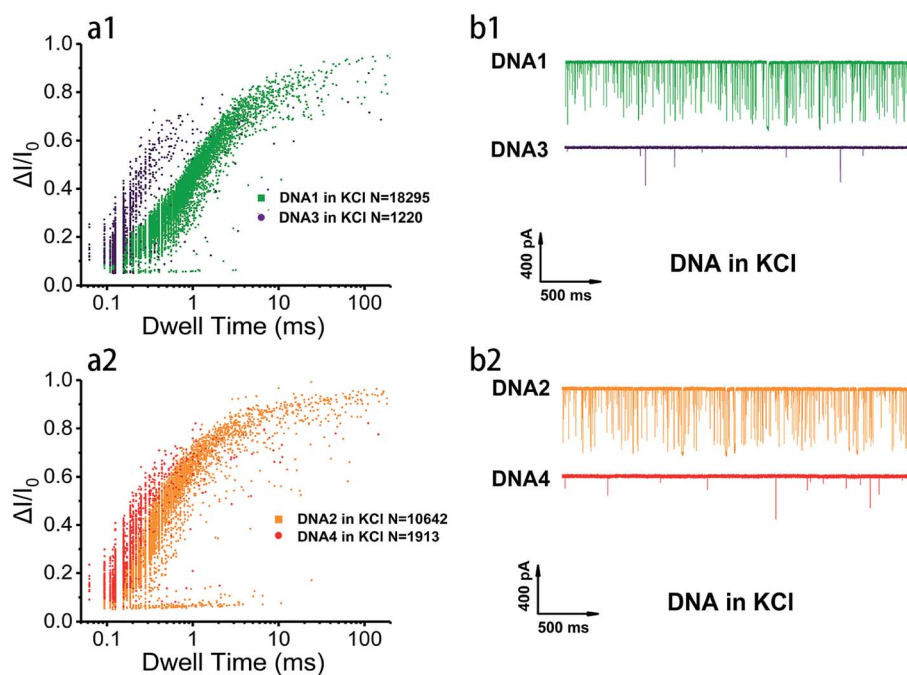 a1
1.0
0.8
0.6
0.4
0.2
0.0
ΔI/I0
0.1
1
10
100
Dwell Time (ms)
DNA1 in KCl N=18295
DNA3 in KCl N=1220
b1
DNA1
DNA3
400 pA
500 ms
DNA in KCl
a2
1.0
0.8
0.6
0.4
0.2
0.0
ΔI/I0
0.1
1
10
100
Dwell Time (ms)
DNA2 in KCl N=10642
DNA4 in KCl N=1913
b2
DNA2
DNA4
400 pA
500 ms
DNA in KCl